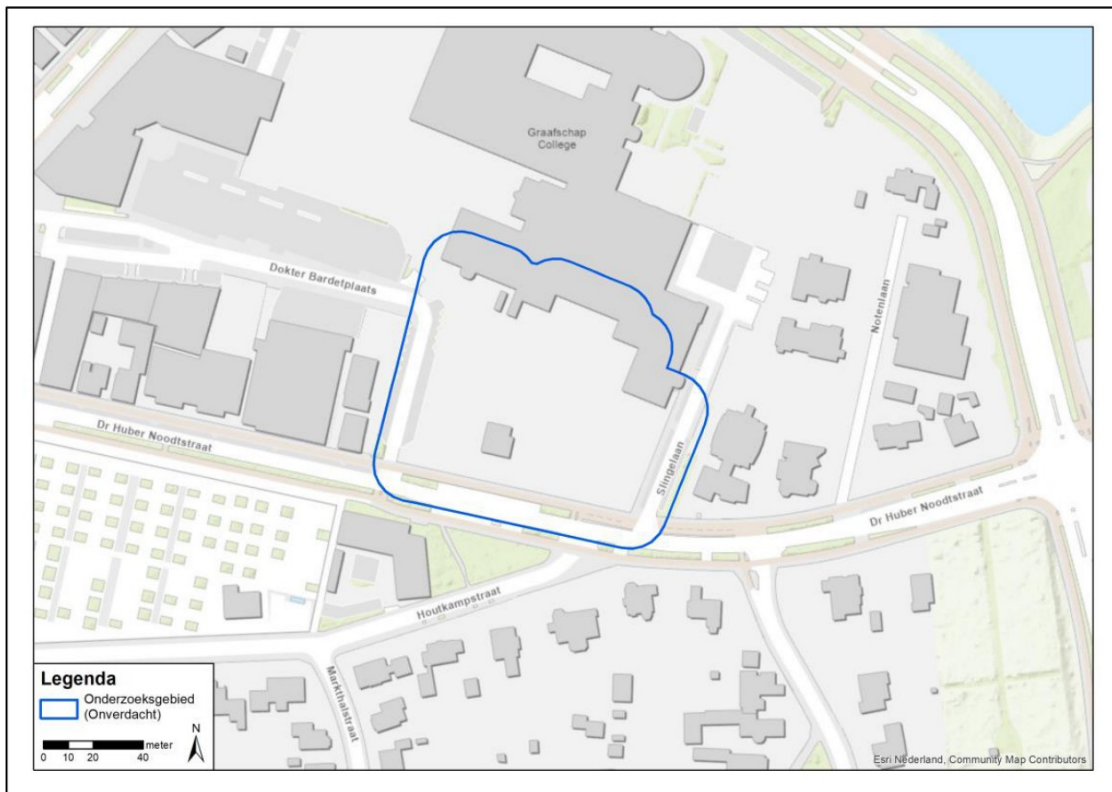 Graafschap
College
Dokter Bardetplaats
Notenlaan
Dr Huber Noodtstraat
Slingelaan
Dr Huber Noodtstraat
Houtkampstraat
Markthalstraat
Legenda
Onderzoeksgebied
(Onverdacht)
N
meter
0 10 20 40
Esri Nederland, Community Map Contributors